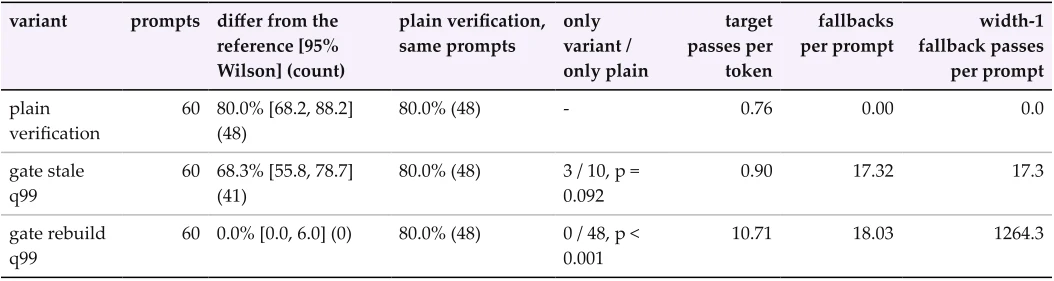 variant prompts differ from the plain verification, only target fallbacks width-1
reference [95% same prompts variant / passes per per prompt fallback passes
Wilson] (count) only plain token per prompt
plain 60 80.0% [68.2, 88.2] 80.0% (48) - 0.76 0.00 0.0
verification (48)
gate stale 60 68.3% [55.8, 78.7] 80.0% (48) 3 / 10, p = 0.90 17.32 17.3
q99 (41) 0.092
gate rebuild 60 0.0% [0.0, 6.0] (0) 80.0% (48) 0 / 48, p < 10.71 18.03 1264.3
q99 0.001